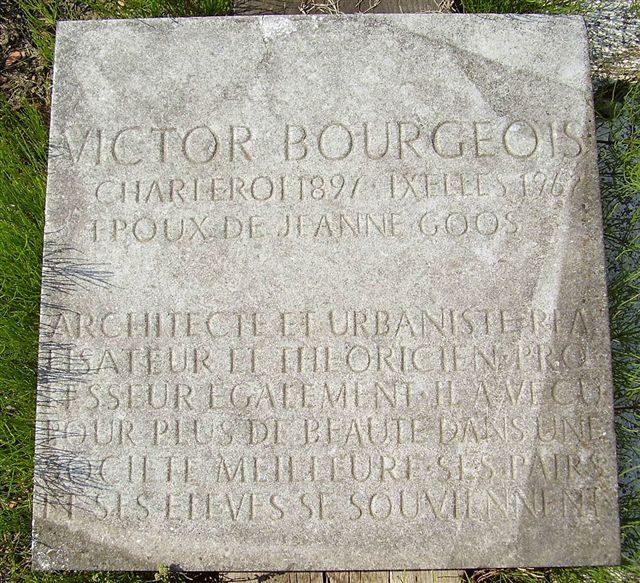 VICTOR BOURGEOIS
CHARLEROI 1897 · IXELLES 1962
EPOUX DE JEANNE GOOS
ARCHITECTE ET URBANISTE · REA
LISATEUR ET THEORICIEN · PRO
FESSEUR EGALEMENT · IL A VECU
POUR PLUS DE BEAUTE DANS UNE
SOCIETE MEILLEURE · SES PAIRS
ET SES ELEVES SE SOUVIENNENT